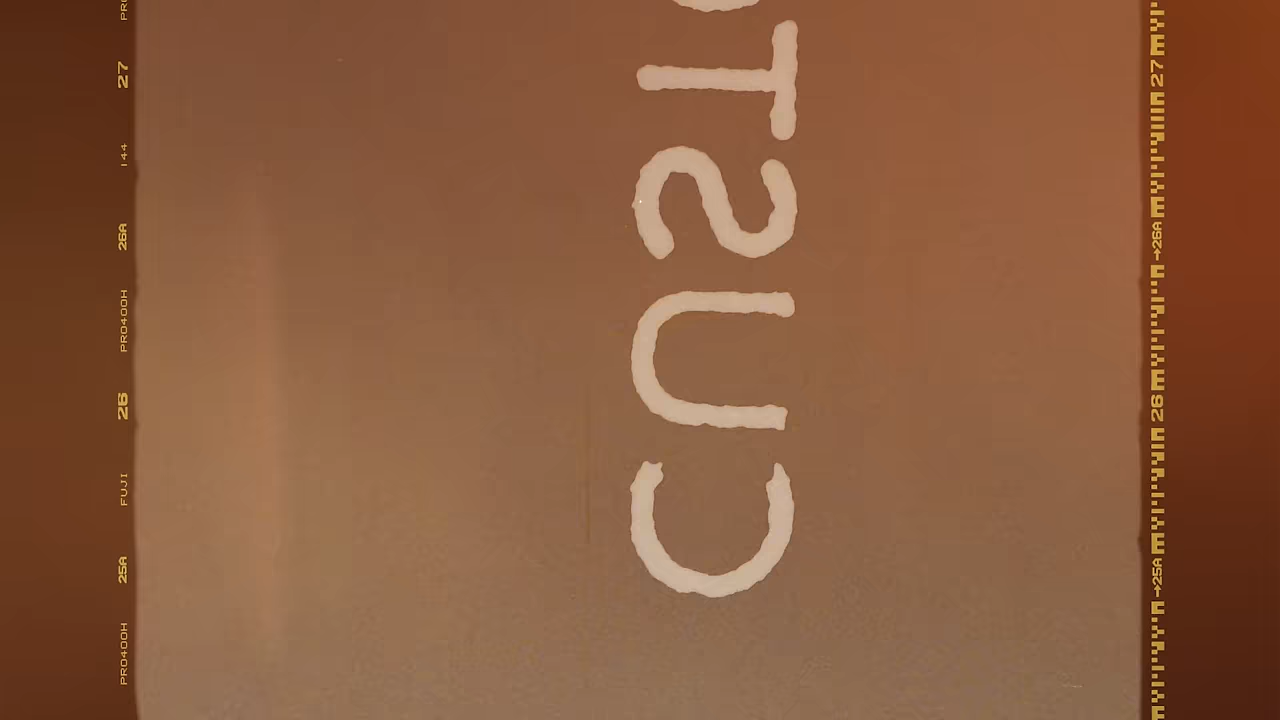 PRO400H 25A FUJI 26 PRO400H 26A 144 27
CUST
→25A 26 →26A 27